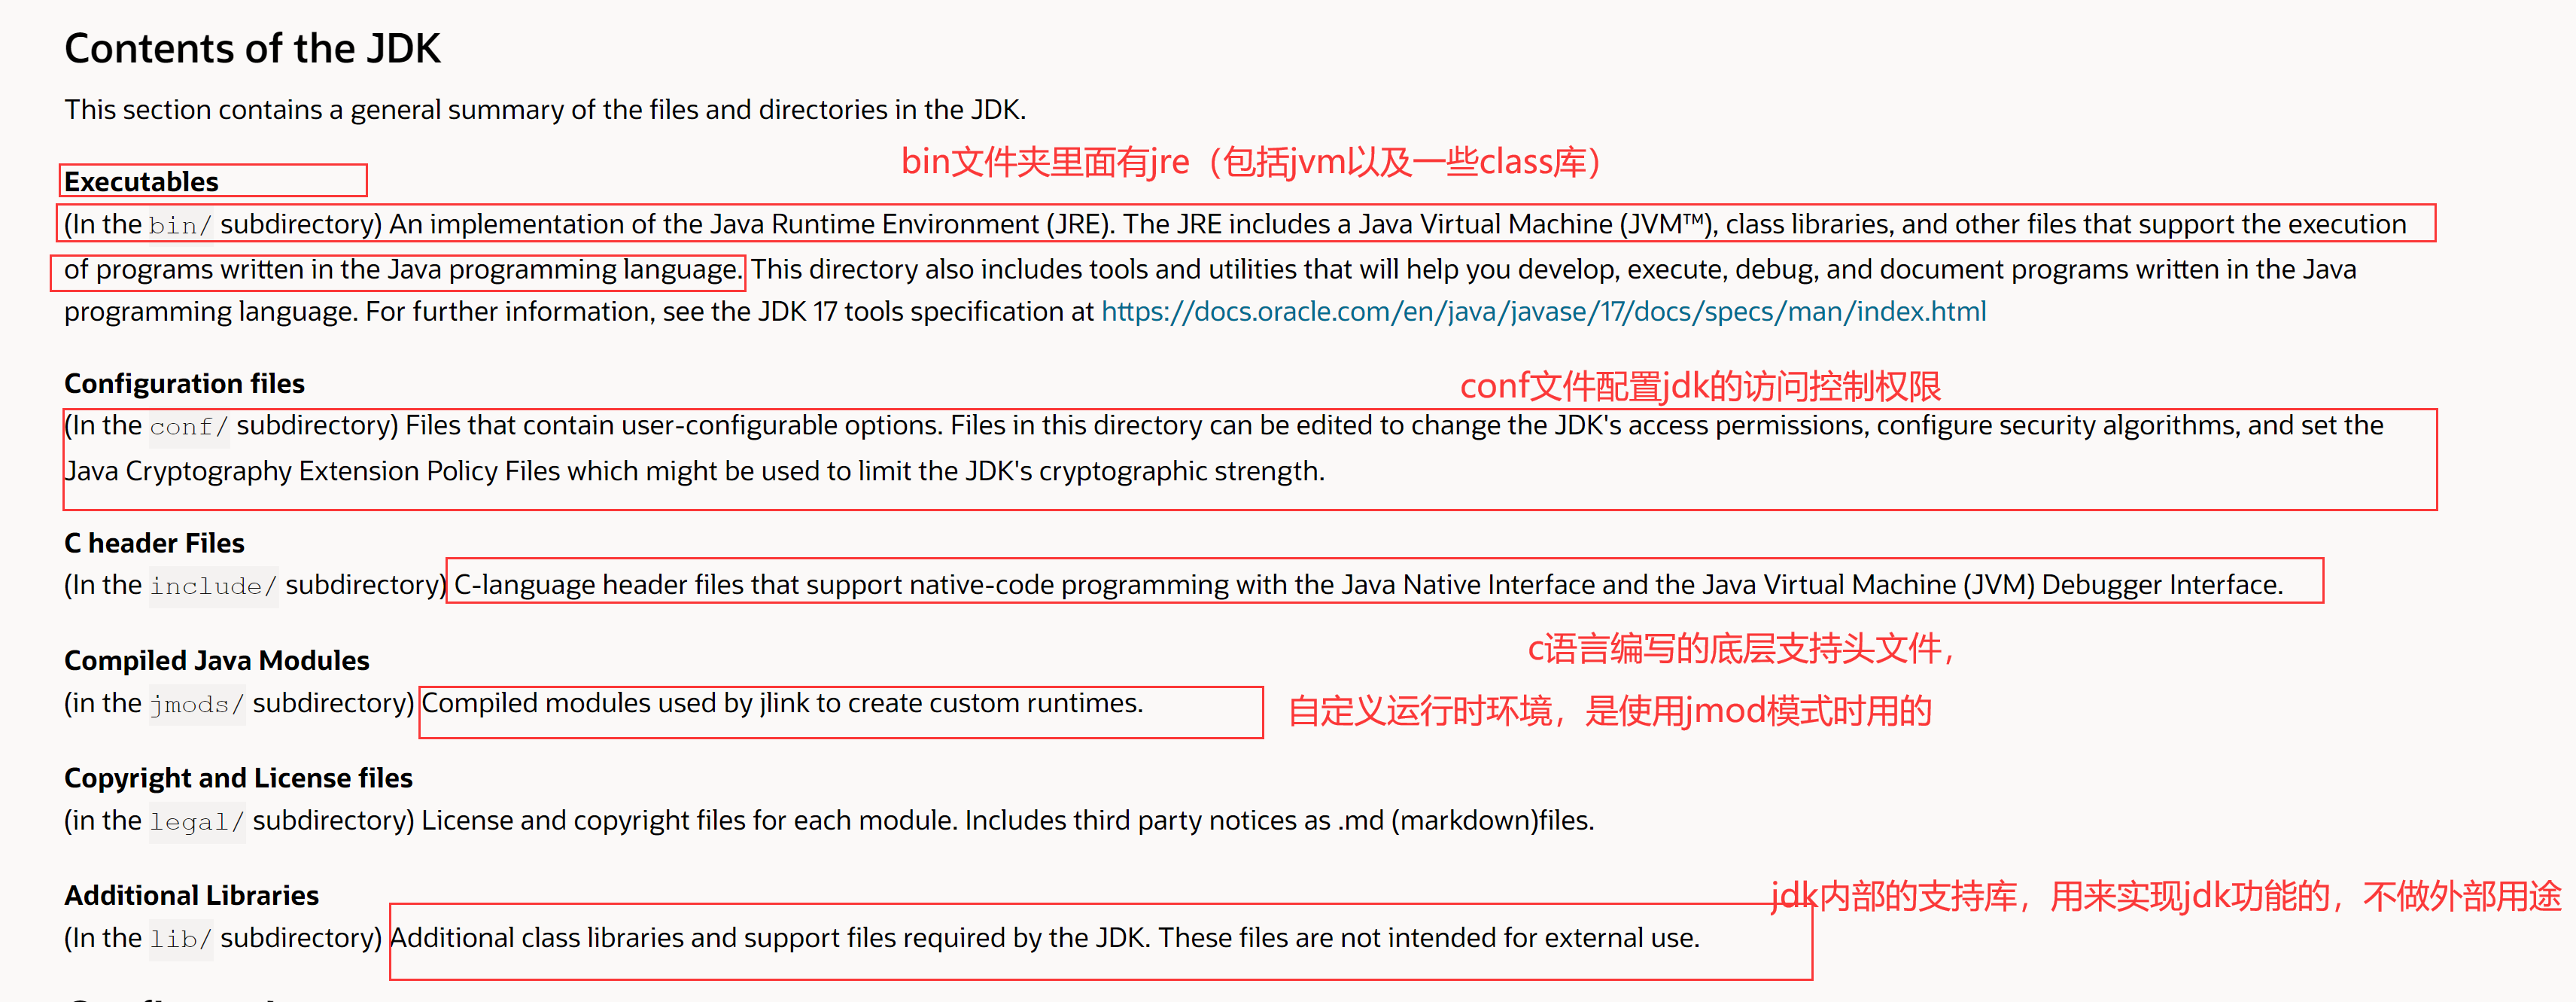 Contents of the JDK
This section contains a general summary of the files and directories in the JDK.
bin文件夹里面有jre（包括jvm以及一些class库）
Executables
(In the bin/ subdirectory) An implementation of the Java Runtime Environment (JRE). The JRE includes a Java Virtual Machine (JVM™), class libraries, and other files that support the execution
of programs written in the Java programming language. This directory also includes tools and utilities that will help you develop, execute, debug, and document programs written in the Java
programming language. For further information, see the JDK 17 tools specification at https://docs.oracle.com/en/java/javase/17/docs/specs/man/index.html
Configuration files
conf文件配置jdk的访问控制权限
(In the conf/ subdirectory) Files that contain user-configurable options. Files in this directory can be edited to change the JDK's access permissions, configure security algorithms, and set the
Java Cryptography Extension Policy Files which might be used to limit the JDK's cryptographic strength.
C header Files
(In the include/ subdirectory) C-language header files that support native-code programming with the Java Native Interface and the Java Virtual Machine (JVM) Debugger Interface.
c语言编写的底层支持头文件，
Compiled Java Modules
(in the jmods/ subdirectory) Compiled modules used by jlink to create custom runtimes.
自定义运行时环境，是使用jmod模式时用的
Copyright and License files
(in the legal/ subdirectory) License and copyright files for each module. Includes third party notices as .md (markdown)files.
Additional Libraries
jdk内部的支持库，用来实现jdk功能的，不做外部用途
(In the lib/ subdirectory) Additional class libraries and support files required by the JDK. These files are not intended for external use.